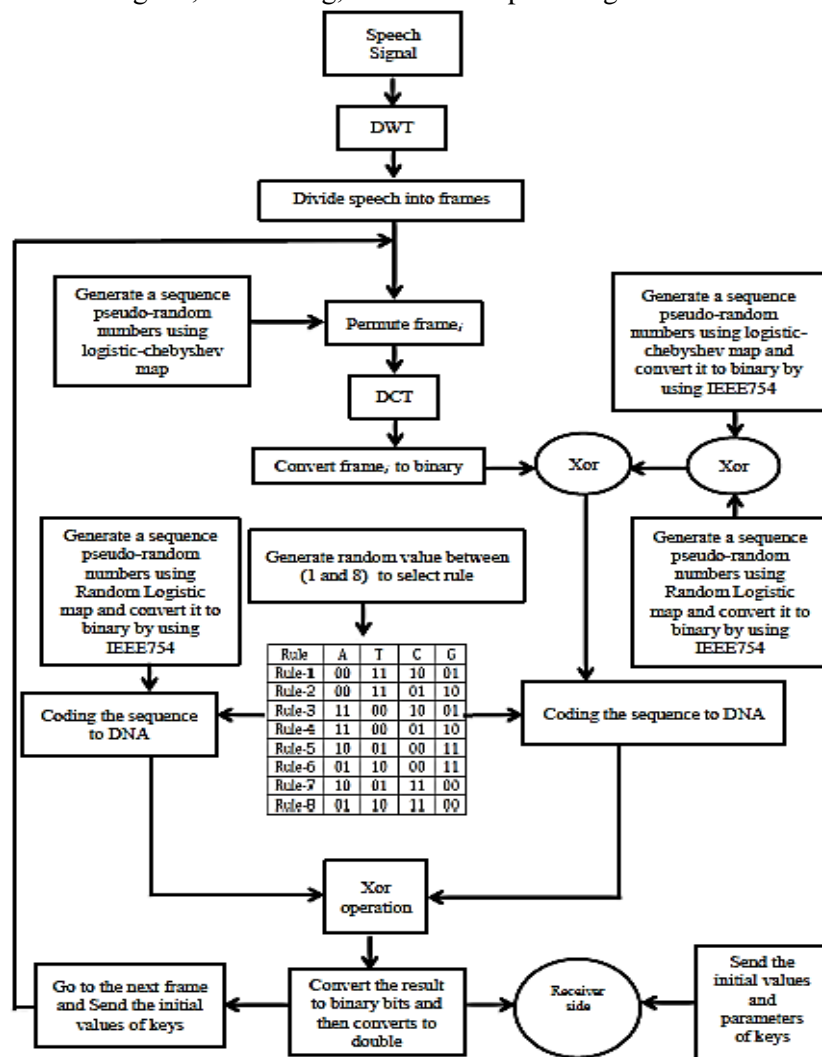 Speech
Signal
DWT
Divide speech into frames
Generate a sequence
pseudo-random
numbers using
logistic-chebyshev
map
Permute frameᵢ
Generate a sequence
pseudo-random
numbers using logistic-
chebyshev map and
convert it to binary by
using IEEE754
DCT
Convert frameᵢ to binary
Xor
Xor
Generate a sequence
pseudo-random
numbers using
Random Logistic
map and convert it to
binary by using
IEEE754
Generate random value between
(1 and 8) to select rule
Generate a sequence
pseudo-random
numbers using
Random Logistic
map and convert it to
binary by using
IEEE754
Rule A T C G
Rule-1 00 11 10 01
Rule-2 00 11 01 10
Rule-3 11 00 10 01
Rule-4 11 00 01 10
Rule-5 10 01 00 11
Rule-6 01 10 00 11
Rule-7 10 01 11 00
Rule-8 01 10 11 00
Coding the sequence
to DNA
Coding the sequence to DNA
Xor
operation
Go to the next frame
and Send the initial
values of keys
Convert the result
to binary bits and
then converts to
double
Receiver
side
Send the
initial values
and
parameters
of keys